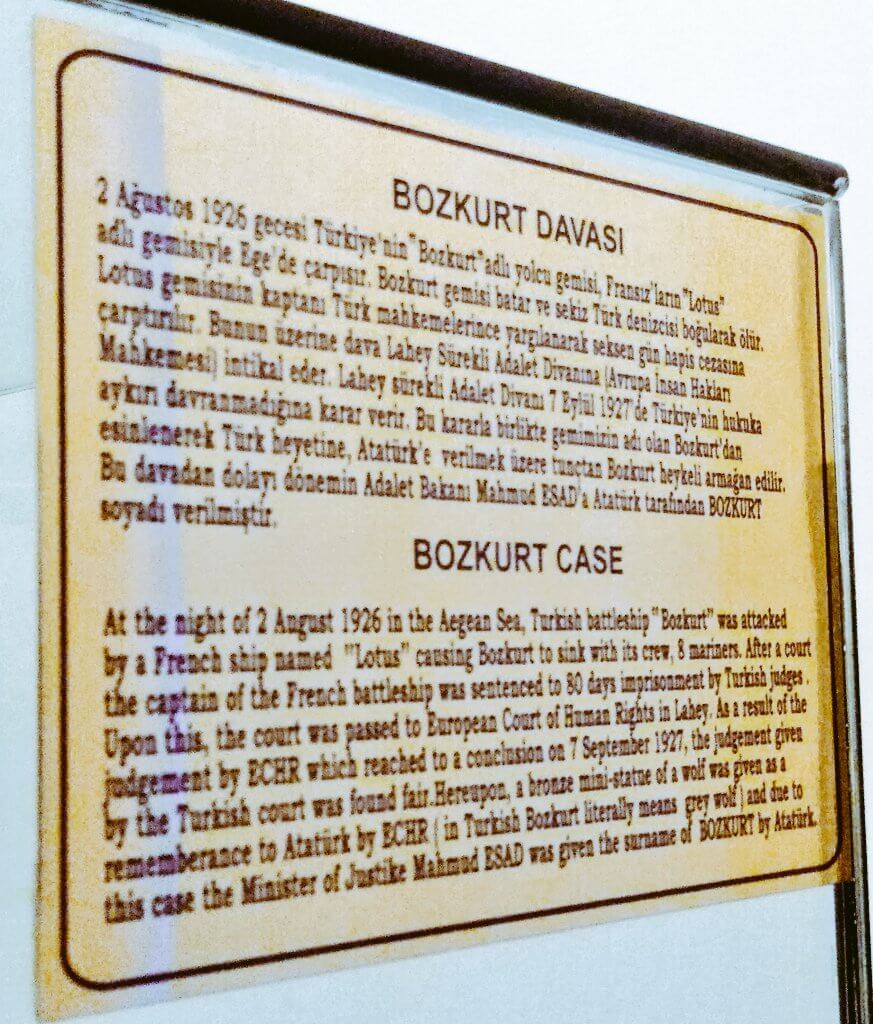 BOZKURT DAVASI
2 Ağustos 1926 gecesi Türkiye'nin "Bozkurt" adlı yolcu gemisi, Fransız'ların "Lotus"
adlı gemisiyle Ege'de çarpışır. Bozkurt gemisi batar ve sekiz Türk denizcisi boğularak ölür.
Lotus gemisinin kaptanı Türk mahkemelerince yargılanarak seksen gün hapis cezasına
çarptırılır. Bunun üzerine dava Lahey Sürekli Adalet Divanına (Avrupa İnsan Hakları
Mahkemesi) intikal eder. Lahey sürekli Adalet Divanı 7 Eylül 1927'de Türkiye'nin hukuka
aykırı davranmadığına karar verir. Bu kararla birlikte gemimizin adı olan Bozkurt'dan
esinlenerek Türk heyetine, Atatürk'e verilmek üzere tunçtan Bozkurt heykeli armağan edilir.
Bu davadan dolayı dönemin Adalet Bakanı Mahmud ESAD'a Atatürk tarafından BOZKURT
soyadı verilmiştir.
BOZKURT CASE
At the night of 2 August 1926 in the Aegean Sea, Turkish battleship "Bozkurt" was attacked
by a French ship named "Lotus" causing Bozkurt to sink with its crew, 8 mariners. After a court
the captain of the French battleship was sentenced to 80 days imprisonment by Turkish judges .
Upon this, the court was passed to European Court of Human Rights in Lahey. As a result of the
judgement by ECHR which reached to a conclusion on 7 September 1927, the judgement given
by the Turkish court was found fair.Hereupon, a bronze mini-statue of a wolf was given as a
rememberance to Atatürk by ECHR ( in Turkish Bozkurt literally means grey wolf ) and due to
this case the Minister of Justike Mahmud ESAD was given the surname of BOZKURT by Atatürk.